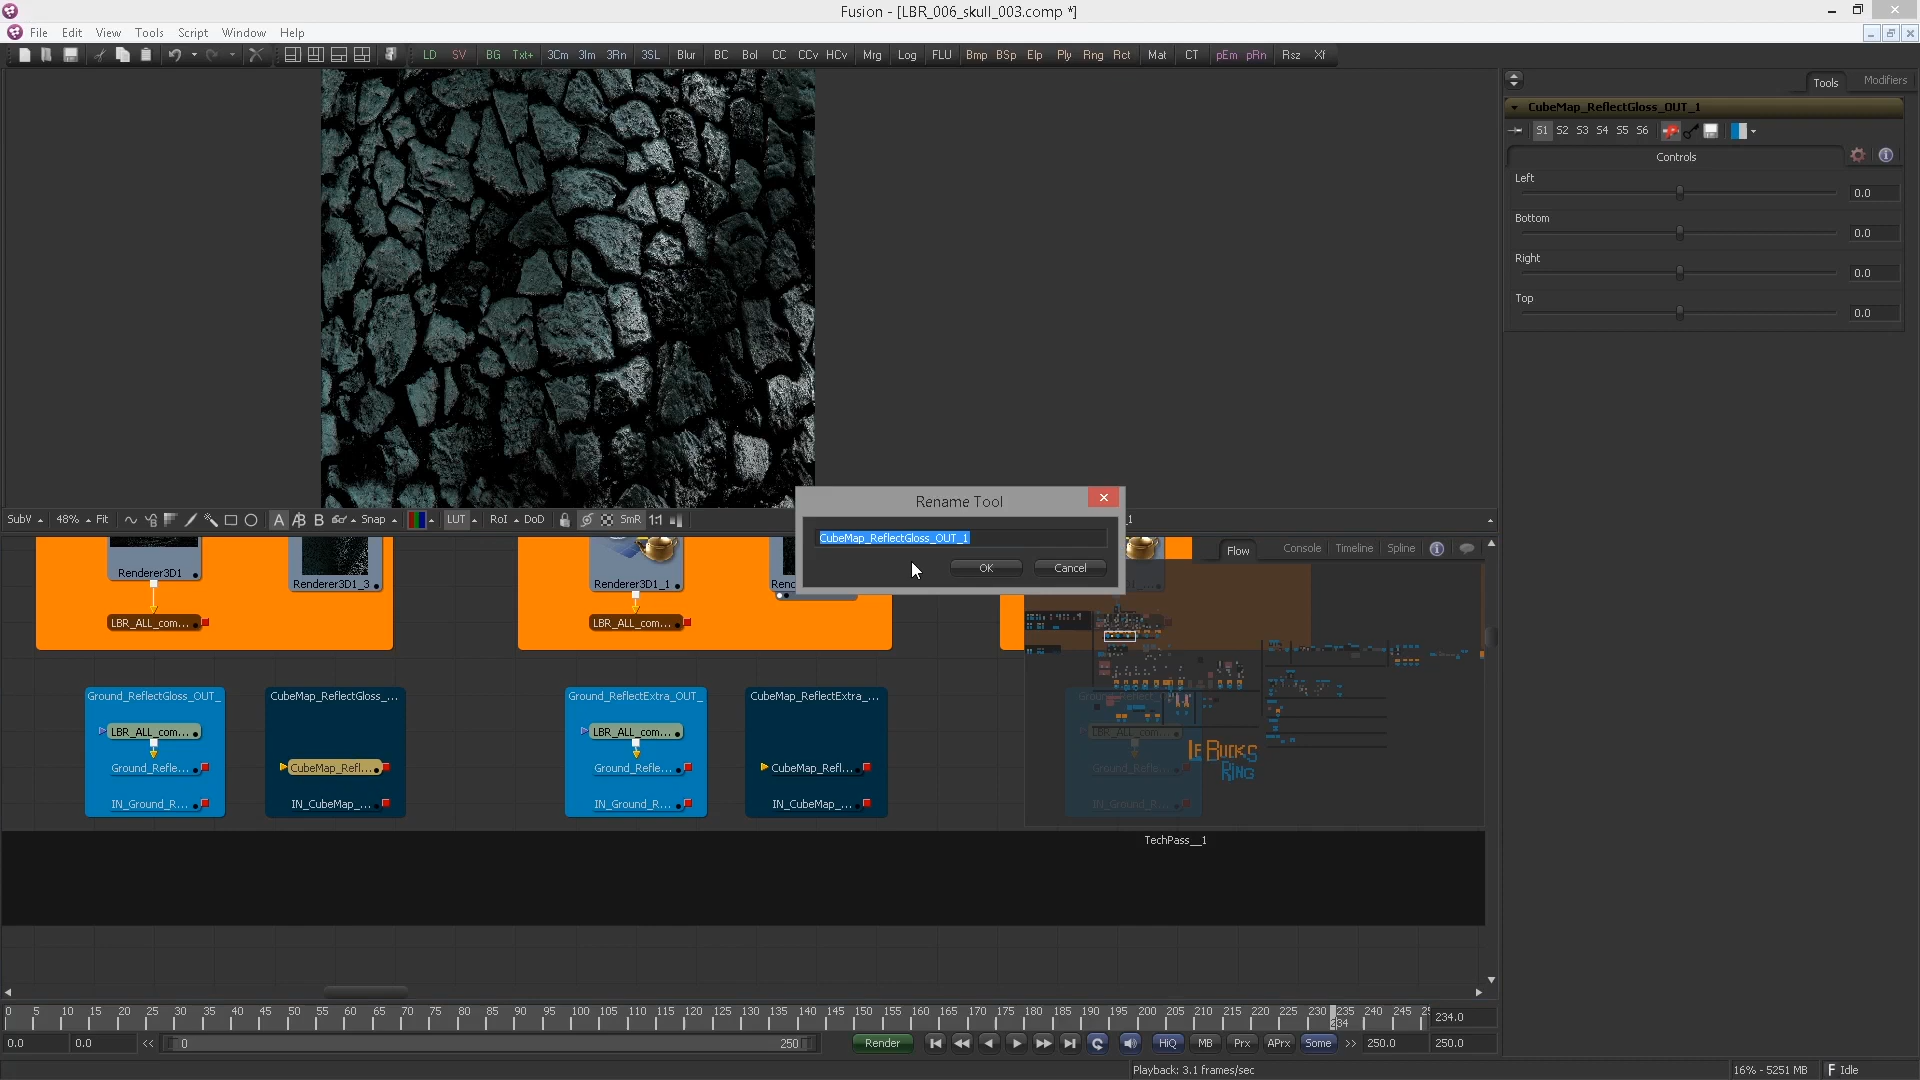 Fusion - [LBR_006_skull_003.comp *]
File Edit View Tools Script Window Help
LD SV BG Txt+ 3Cm 3Im 3Rn 3SL Blur BC Bol CC CCv HCv Mrg Log FLU Bmp BSp Elp Ply Rng Rct Mat CT pEm pRn Rsz Xf
Tools Modifiers
CubeMap_ReflectGloss_OUT_1
S1 S2 S3 S4 S5 S6
Controls
Left
0.0
Bottom
0.0
Right
0.0
Top
0.0
Rename Tool
CubeMap_ReflectGloss_OUT_1
OK Cancel
SubV 48% Fit A B Snap LUT RoI DoD SmR 1:1
Flow Console Timeline Spline
Renderer3D1 Renderer3D1_3 Renderer3D1_1
LBR_ALL_com... LBR_ALL_com...
Ground_ReflectGloss_OUT_ CubeMap_ReflectGloss_... Ground_ReflectExtra_OUT_ CubeMap_ReflectExtra_...
LBR_ALL_com... LBR_ALL_com... LBR_ALL_com...
Ground_Refle... CubeMap_Refl... Ground_Refle... CubeMap_Refl... Ground_Refle...
IN_Ground_R... IN_CubeMap_... IN_Ground_R... IN_CubeMap_... IN_Ground_R...
LE BUCKS
RING
TechPass__1
0 5 10 15 20 25 30 35 40 45 50 55 60 65 70 75 80 85 90 95 100 105 110 115 120 125 130 135 140 145 150 155 160 165 170 175 180 185 190 195 200 205 210 215 220 225 230 235 240 245
234.0
0.0 0.0 << 0 250 Render HiQ MB Prx APrx Some >> 250.0 250.0
Playback: 3.1 frames/sec 16% - 5251 MB Idle